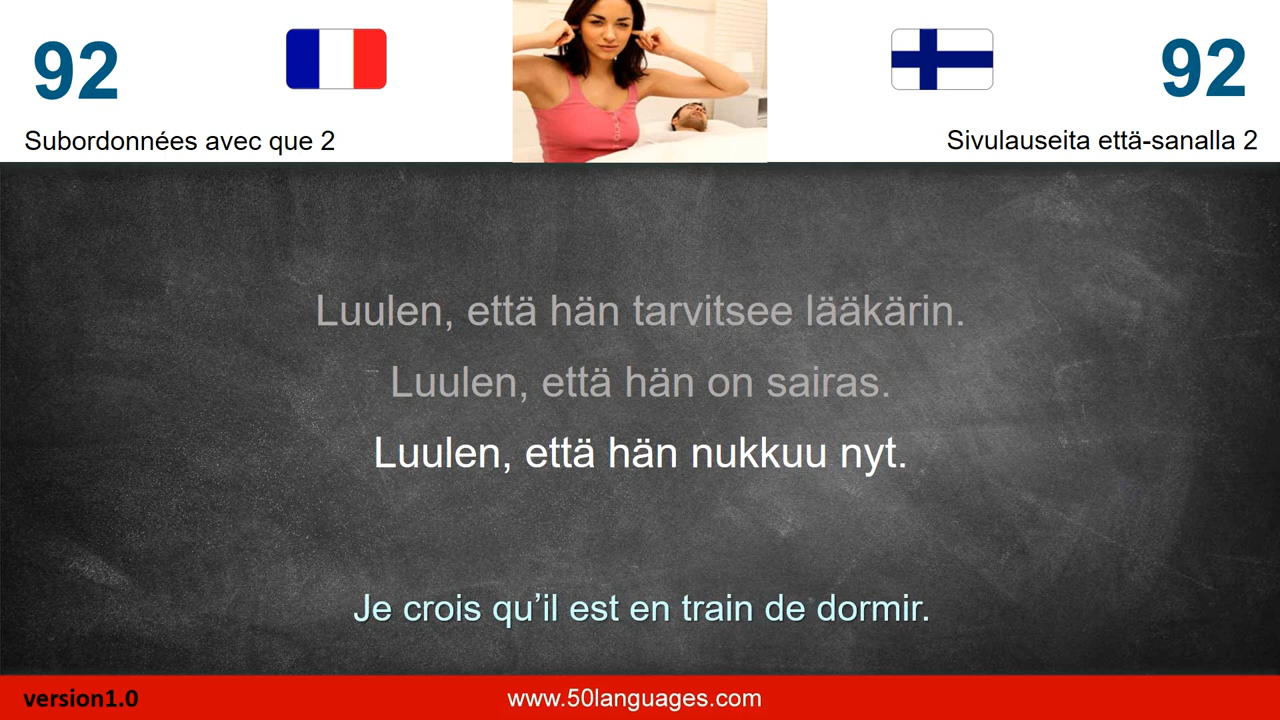 92
92
Subordonnées avec que 2
Sivulauseita että-sanalla 2
Luulen, että hän tarvitsee lääkärin.
Luulen, että hän on sairas.
Luulen, että hän nukkuu nyt.
Je crois qu’il est en train de dormir.
version1.0
www.50languages.com